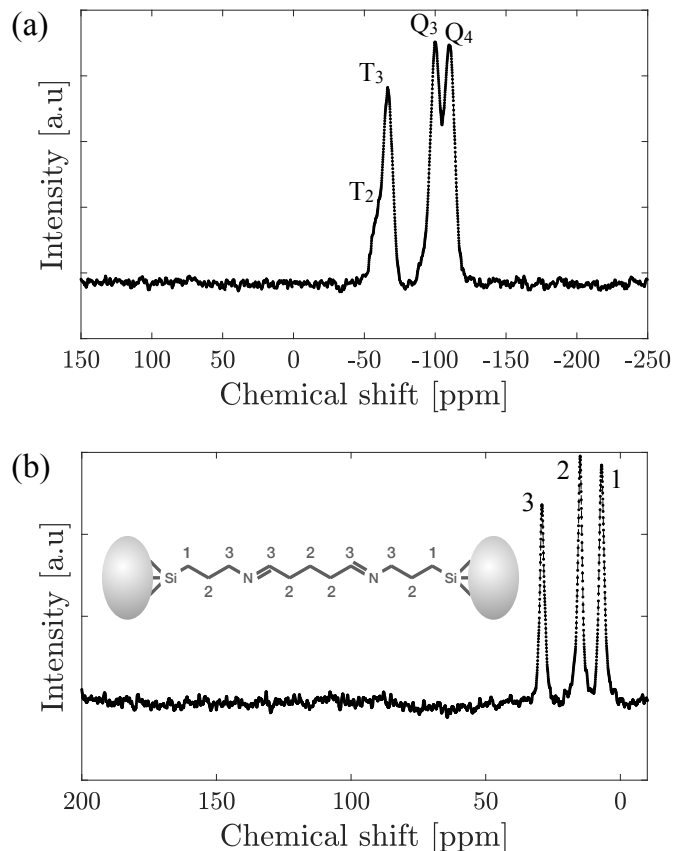 (a)
Q3 Q4
T3
T2
Intensity [a.u]
150 100 50 0 -50 -100 -150 -200 -250
Chemical shift [ppm]
(b)
2 1
3
1 3 3 2 3 3 1
Si N N Si
2 2 2 2
Intensity [a.u]
200 150 100 50 0
Chemical shift [ppm]